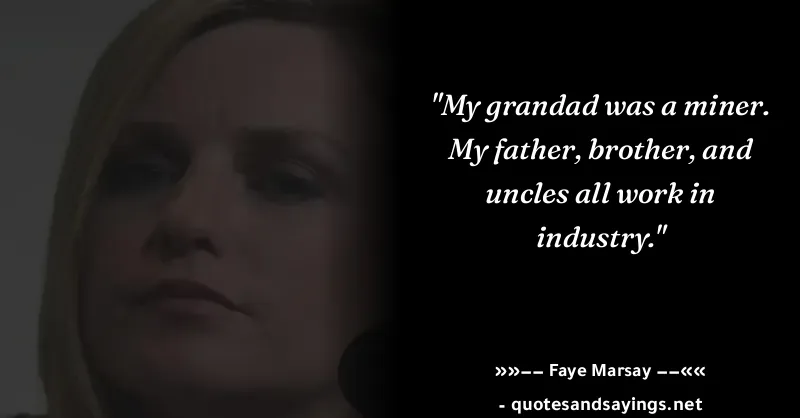 "My grandad was a miner.
My father, brother, and
uncles all work in
industry."
»»−− Faye Marsay −−««
- quotesandsayings.net